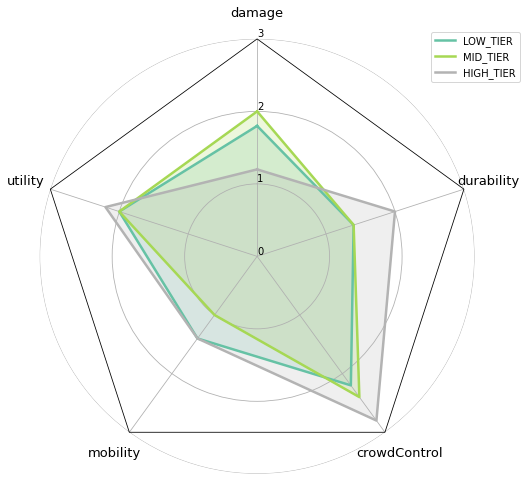 damage
3
LOW_TIER
MID_TIER
HIGH_TIER
2
utility
1
durability
0
mobility
crowdControl